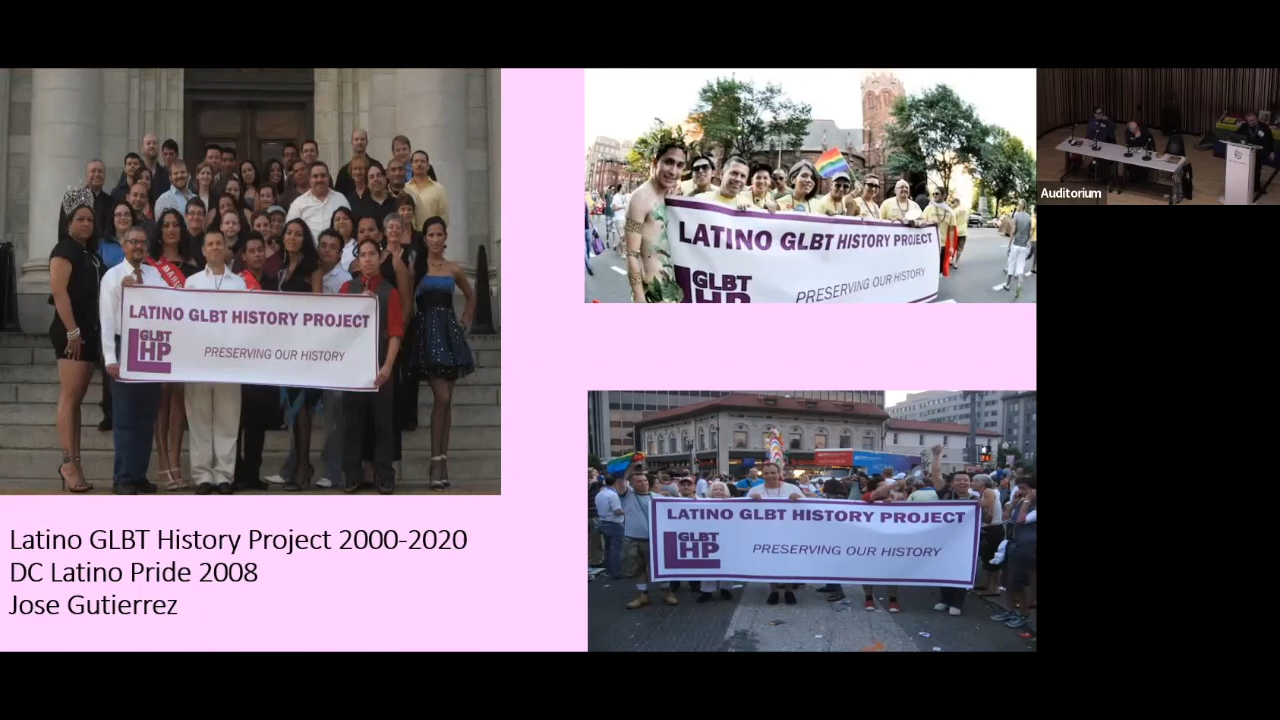 LATINO GLBT HISTORY PROJECT
GLBT
HP
PRESERVING OUR HISTORY
LATINO GLBT HISTORY PROJECT
GLBT
HP
PRESERVING OUR HISTORY
Auditorium
LATINO GLBT HISTORY PROJECT
GLBT
HP
PRESERVING OUR HISTORY
Latino GLBT History Project 2000-2020
DC Latino Pride 2008
Jose Gutierrez